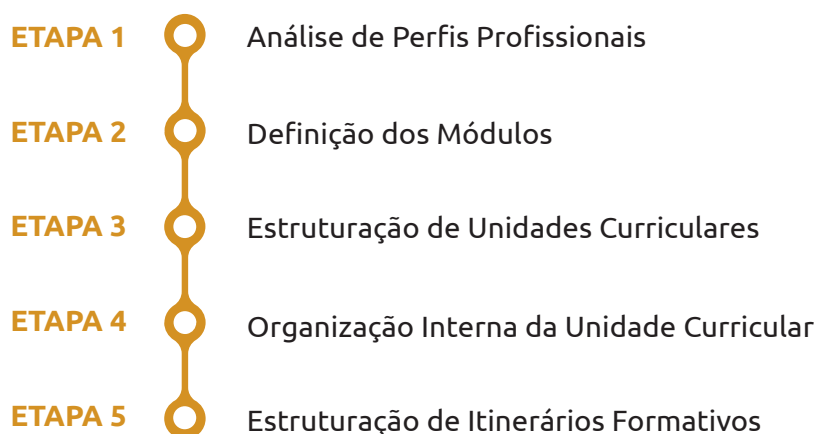 ETAPA 1 Análise de Perfis Profissionais
ETAPA 2 Definição dos Módulos
ETAPA 3 Estruturação de Unidades Curriculares
ETAPA 4 Organização Interna da Unidade Curricular
ETAPA 5 Estruturação de Itinerários Formativos